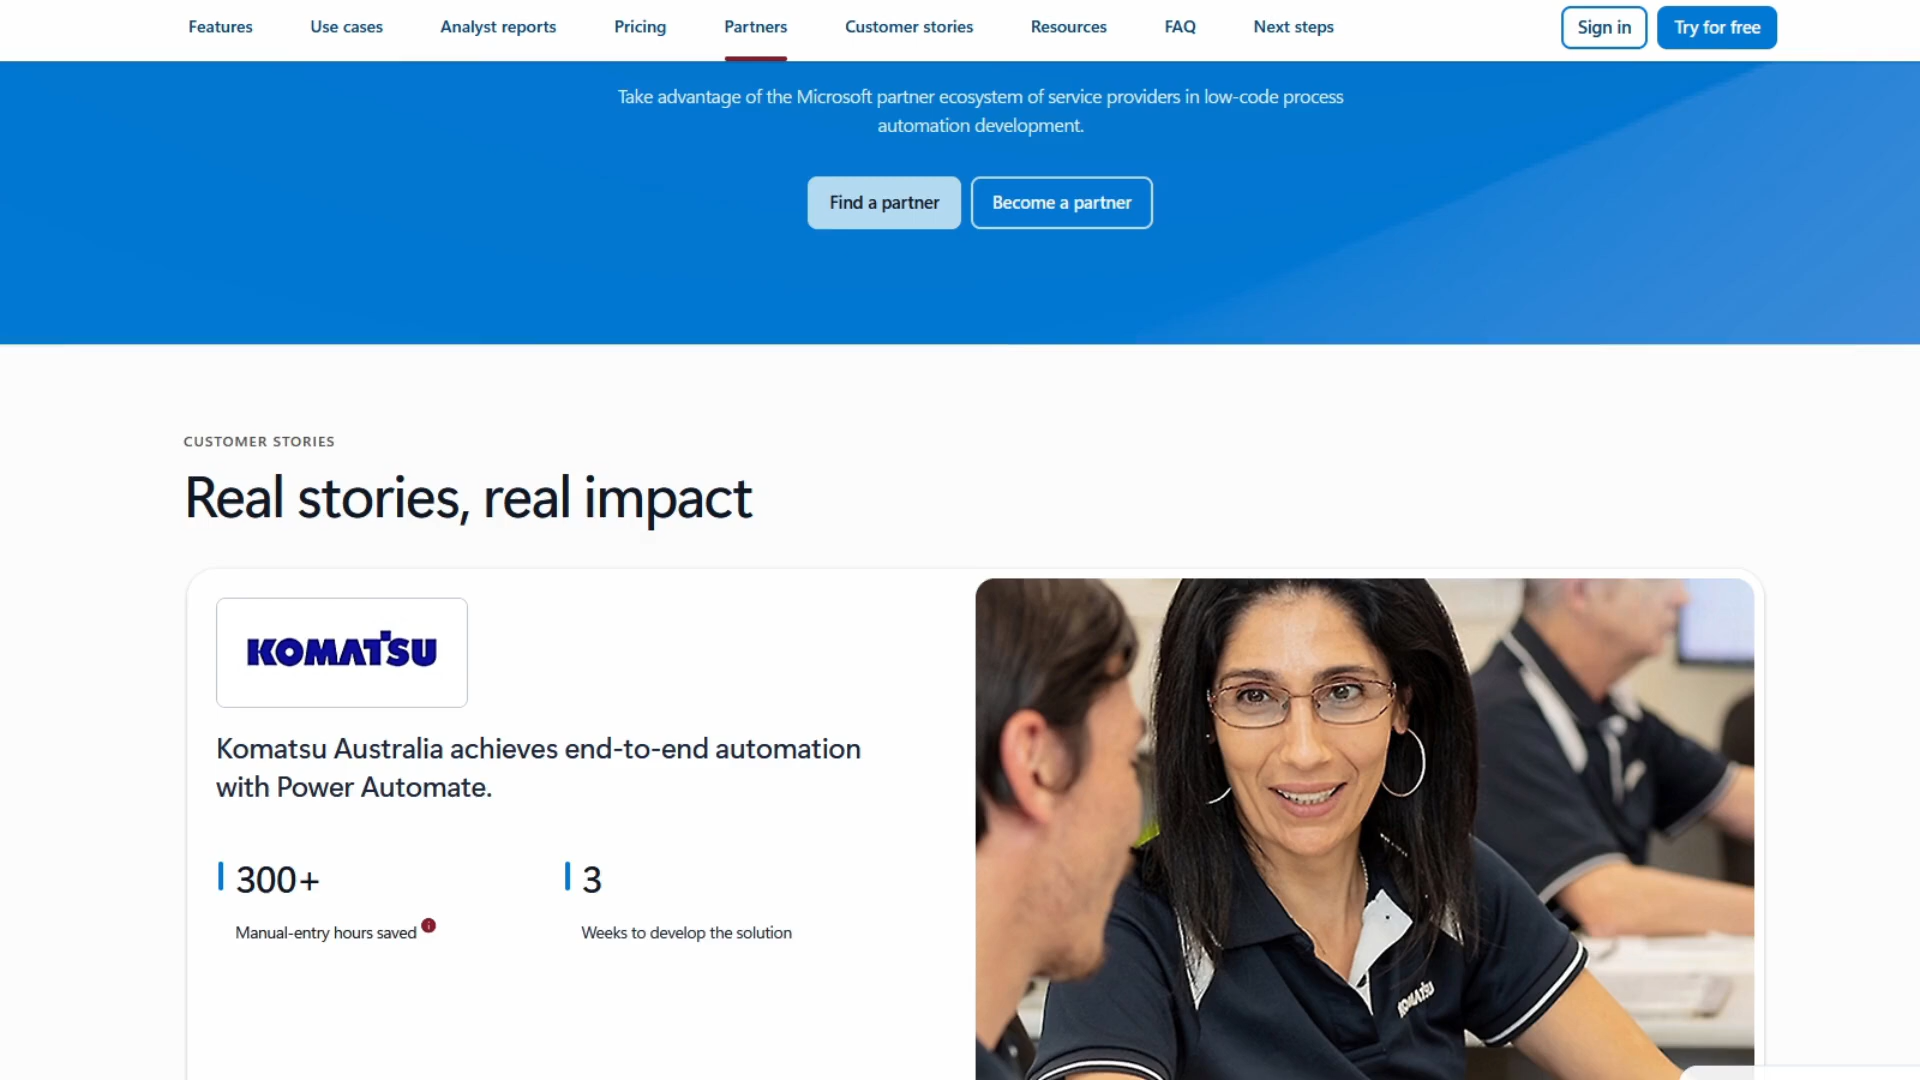 Features Use cases Analyst reports Pricing Partners Customer stories Resources FAQ Next steps Sign in Try for free
Take advantage of the Microsoft partner ecosystem of service providers in low-code process
automation development.
Find a partner Become a partner
CUSTOMER STORIES
Real stories, real impact
KOMATSU
Komatsu Australia achieves end-to-end automation
with Power Automate.
300+ 3
Manual-entry hours saved Weeks to develop the solution
KOMATSU